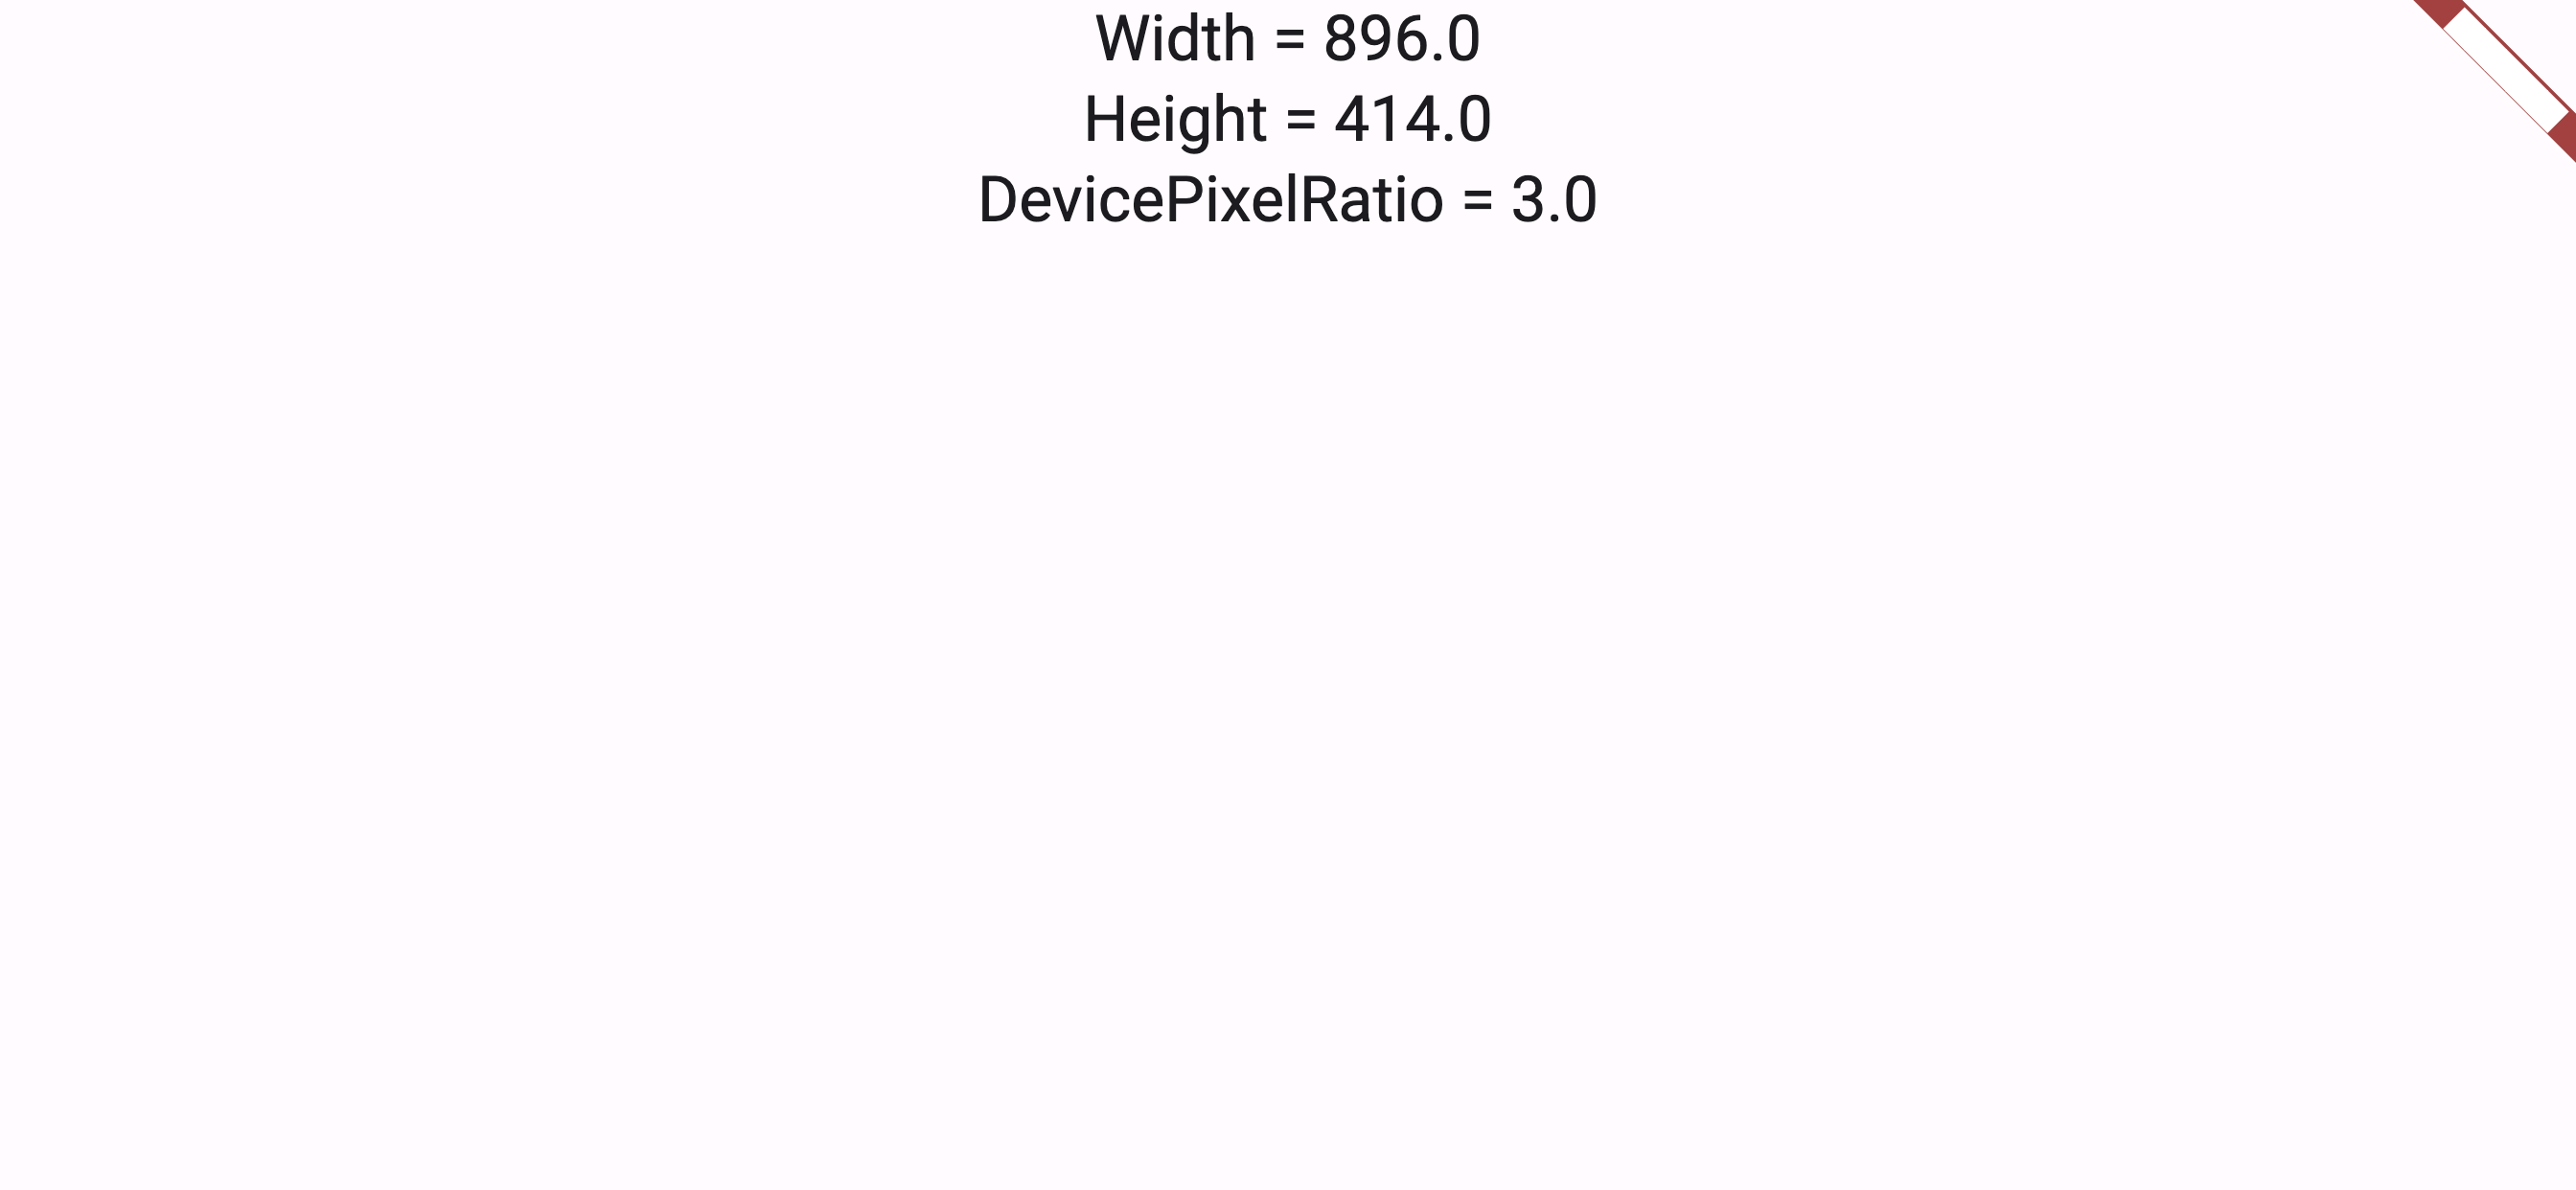 Width = 896.0
Height = 414.0
DevicePixelRatio = 3.0